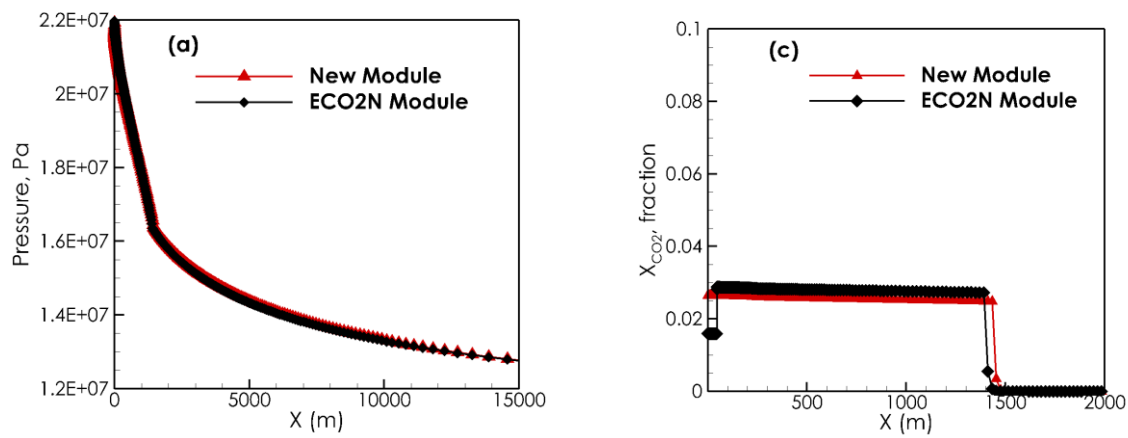 (a)
New Module
ECO2N Module
Pressure, Pa
2.2E+07
2E+07
1.8E+07
1.6E+07
1.4E+07
1.2E+07
0
5000
10000
15000
X (m)
(c)
New Module
ECO2N Module
X_CO2, fraction
0.1
0.08
0.06
0.04
0.02
0
500
1000
1500
2000
X (m)